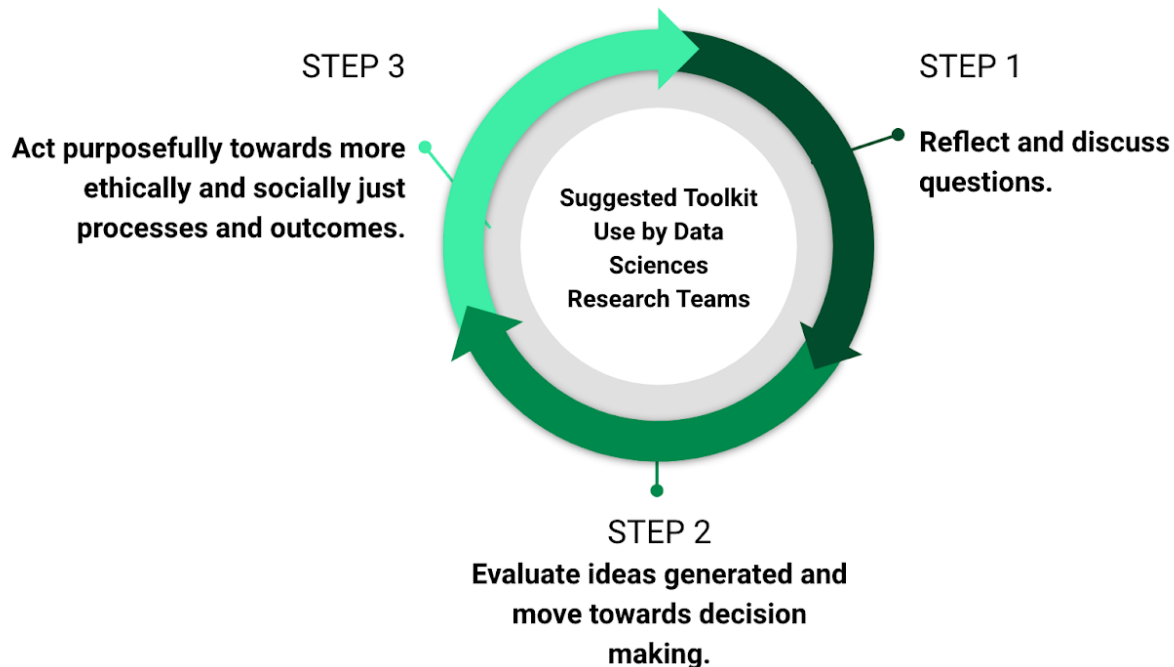 STEP 3
Act purposefully towards more
ethically and socially just
processes and outcomes.
STEP 1
Reflect and discuss
questions.
Suggested Toolkit
Use by Data
Sciences
Research Teams
STEP 2
Evaluate ideas generated and
move towards decision
making.